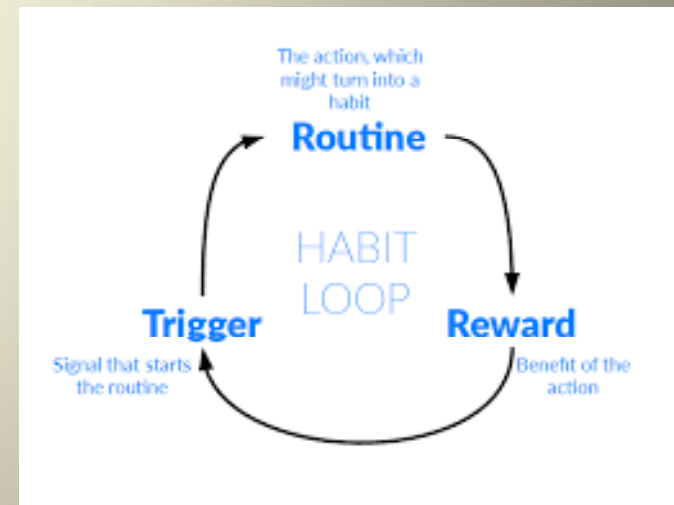 The action, which
might turn into a
habit
Routine
HABIT
LOOP
Trigger
Signal that starts
the routine
Reward
Benefit of the
action